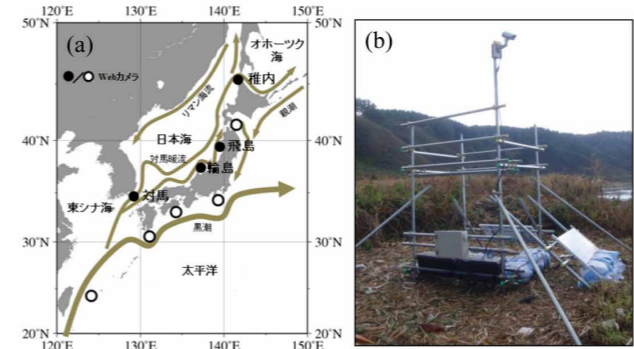 120°E 130°E 140°E 150°E
50°N 50°N
(a)
オホーツク
海
●/○ Webカメラ
稚内
リマン海流
親潮
40°N 40°N
日本海
飛島
対馬暖流
輪島
対馬
東シナ海
黒潮
30°N 30°N
太平洋
20°N 20°N
120°E 130°E 140°E 150°E
(b)